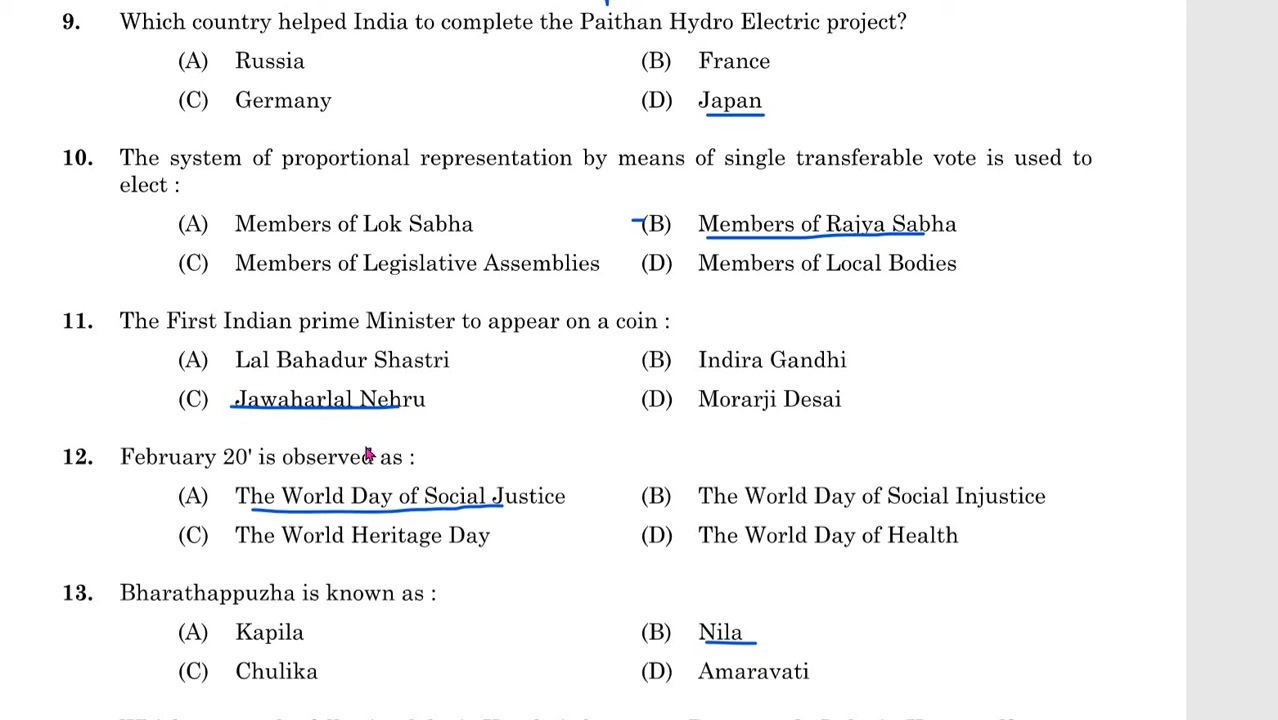 9. Which country helped India to complete the Paithan Hydro Electric project?
(A) Russia (B) France
(C) Germany (D) Japan
10. The system of proportional representation by means of single transferable vote is used to
elect :
(A) Members of Lok Sabha (B) Members of Rajya Sabha
(C) Members of Legislative Assemblies (D) Members of Local Bodies
11. The First Indian prime Minister to appear on a coin :
(A) Lal Bahadur Shastri (B) Indira Gandhi
(C) Jawaharlal Nehru (D) Morarji Desai
12. February 20' is observed as :
(A) The World Day of Social Justice (B) The World Day of Social Injustice
(C) The World Heritage Day (D) The World Day of Health
13. Bharathappuzha is known as :
(A) Kapila (B) Nila
(C) Chulika (D) Amaravati